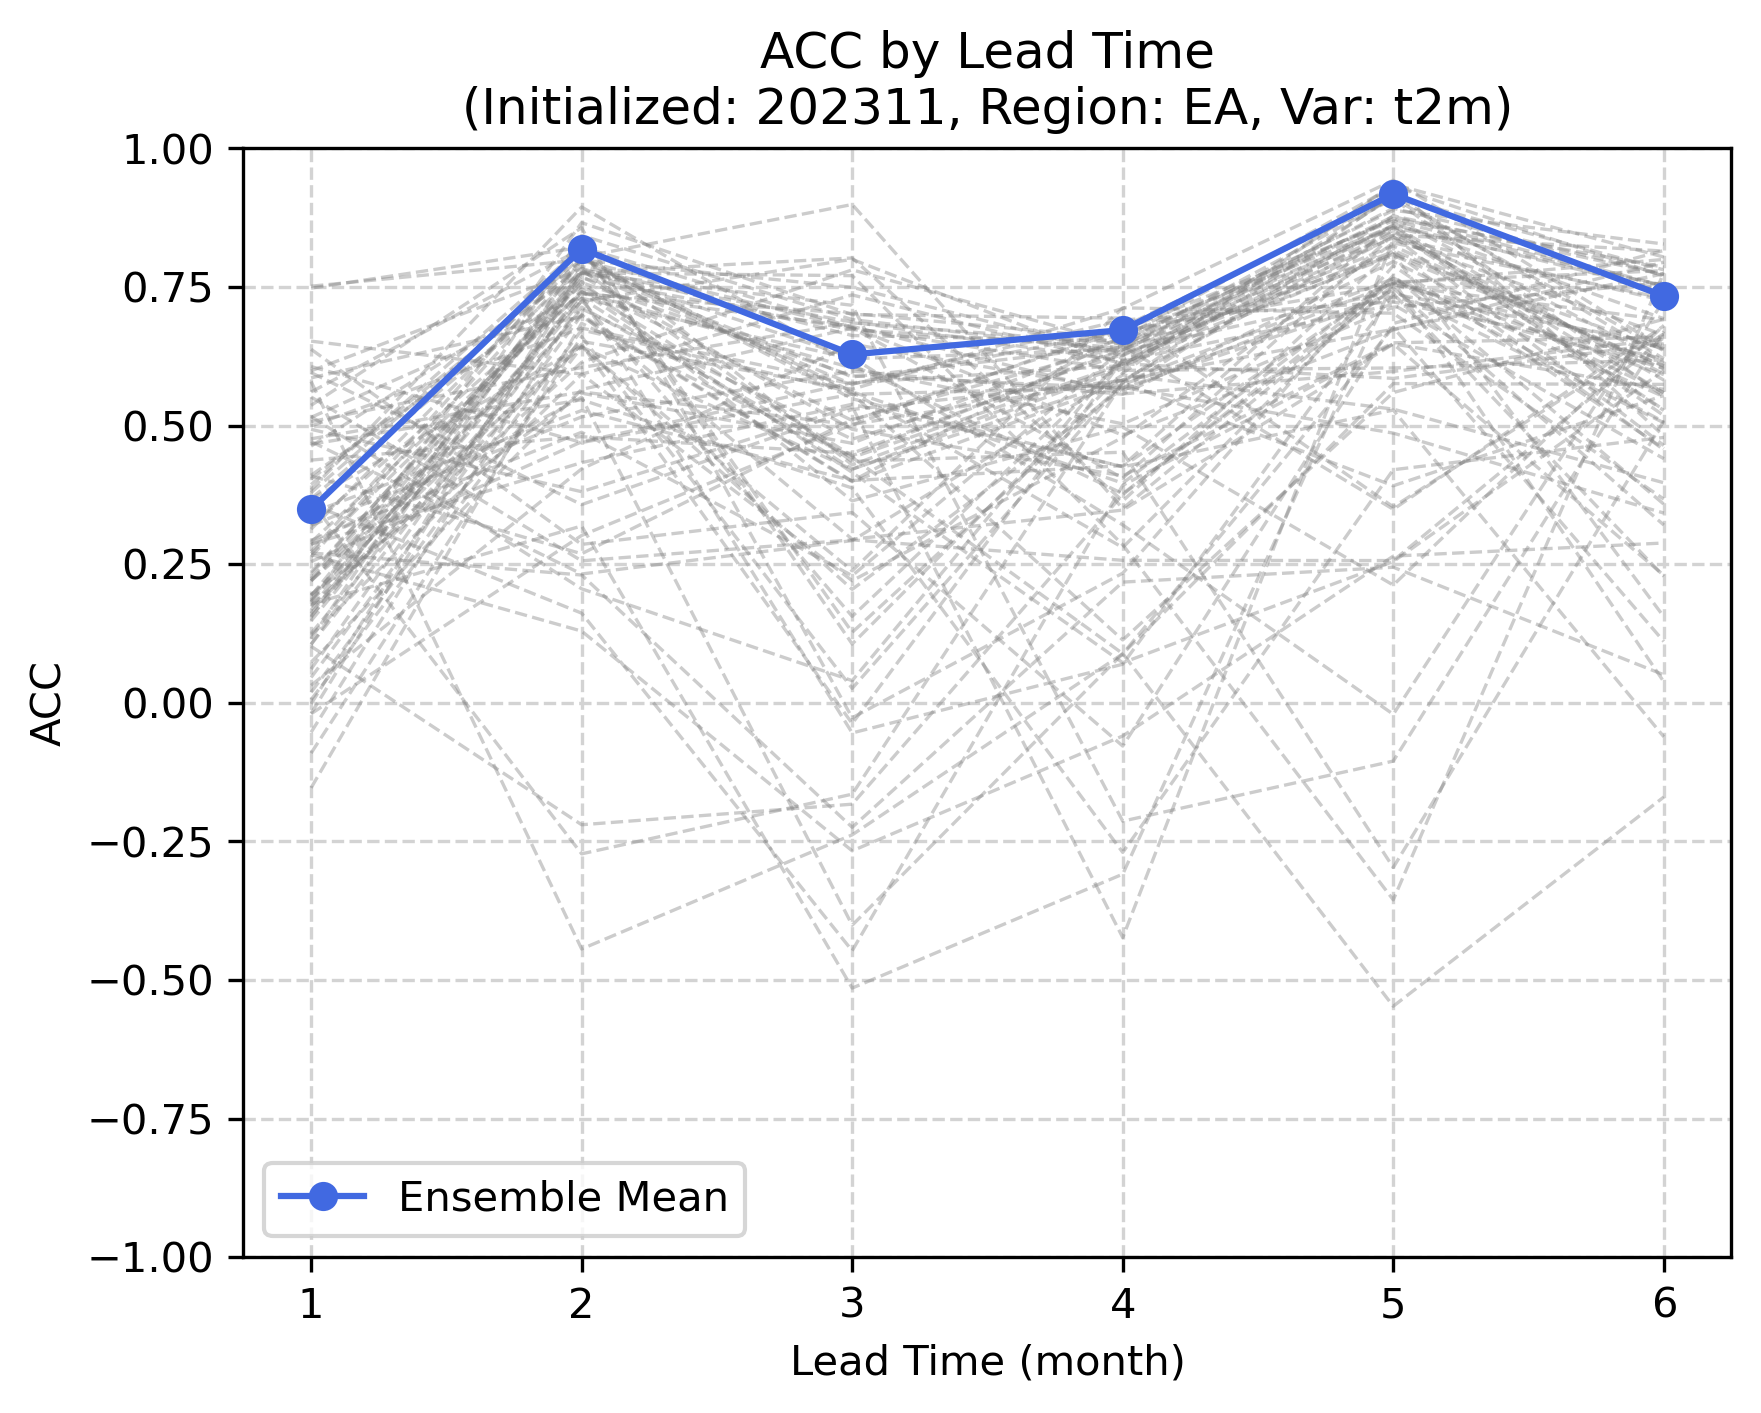 ACC by Lead Time
(Initialized: 202311, Region: EA, Var: t2m)
1.00
0.75
0.50
0.25
0.00
−0.25
−0.50
−0.75
−1.00
ACC
Ensemble Mean
1 2 3 4 5 6
Lead Time (month)